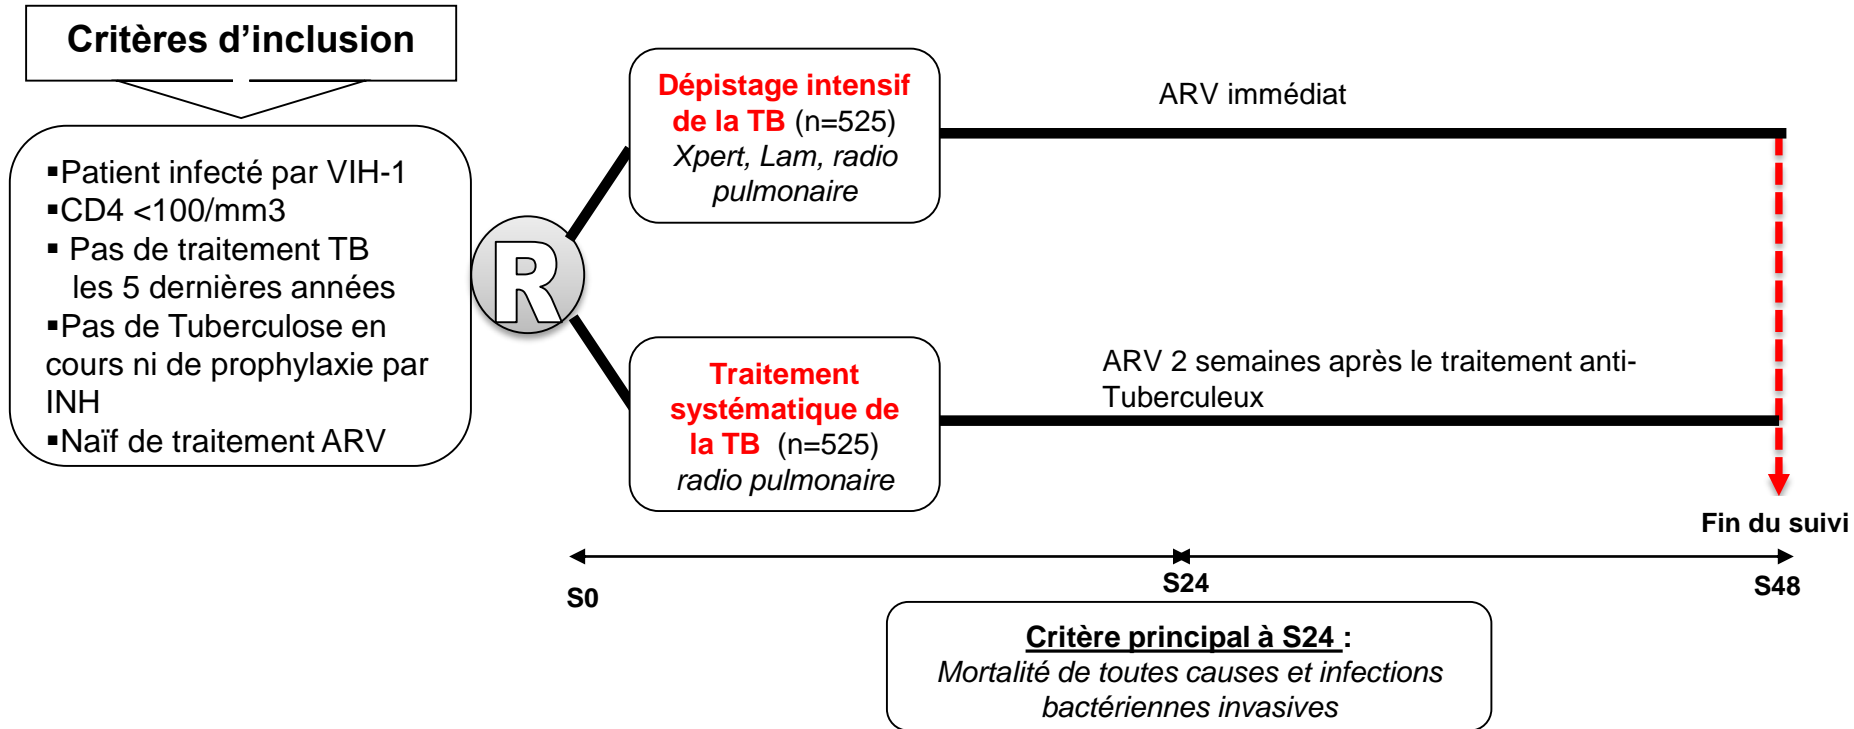 Critères d’inclusion
▪Patient infecté par VIH-1
▪CD4 <100/mm3
▪ Pas de traitement TB
les 5 dernières années
▪Pas de Tuberculose en
cours ni de prophylaxie par
INH
▪Naïf de traitement ARV
R
Dépistage intensif
de la TB (n=525)
Xpert, Lam, radio
pulmonaire
ARV immédiat
Traitement
systématique de
la TB (n=525)
radio pulmonaire
ARV 2 semaines après le traitement anti-
Tuberculeux
Fin du suivi
S0
S24
S48
Critère principal à S24 :
Mortalité de toutes causes et infections
bactériennes invasives